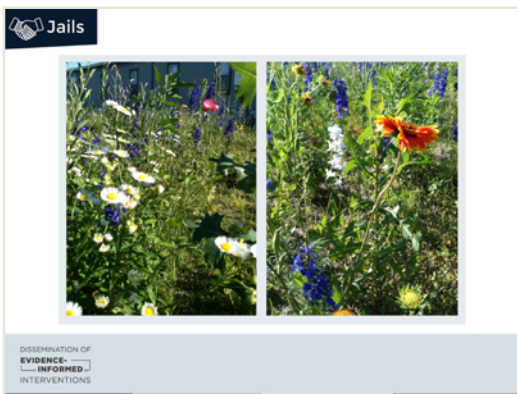 Jails
DISSEMINATION OF
EVIDENCE-
INFORMED
INTERVENTIONS